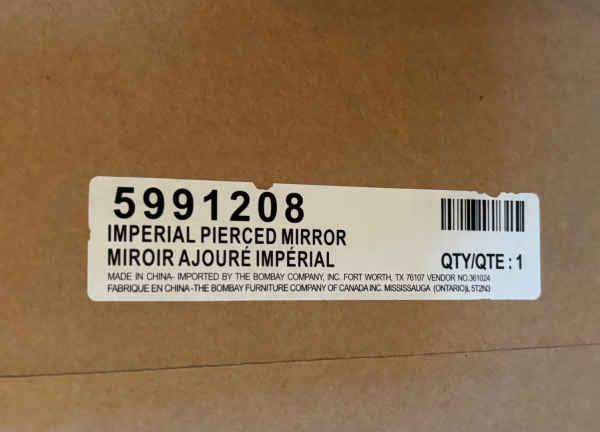 5991208
IMPERIAL PIERCED MIRROR
MIROIR AJOURÉ IMPÉRIAL
QTY/QTE : 1
MADE IN CHINA- IMPORTED BY THE BOMBAY COMPANY, INC. FORT WORTH, TX 76107 VENDOR NO.361024
FABRIQUE EN CHINA -THE BOMBAY FURNITURE COMPANY OF CANADA INC. MISSISSAUGA (ONTARIO)L 5T2N3